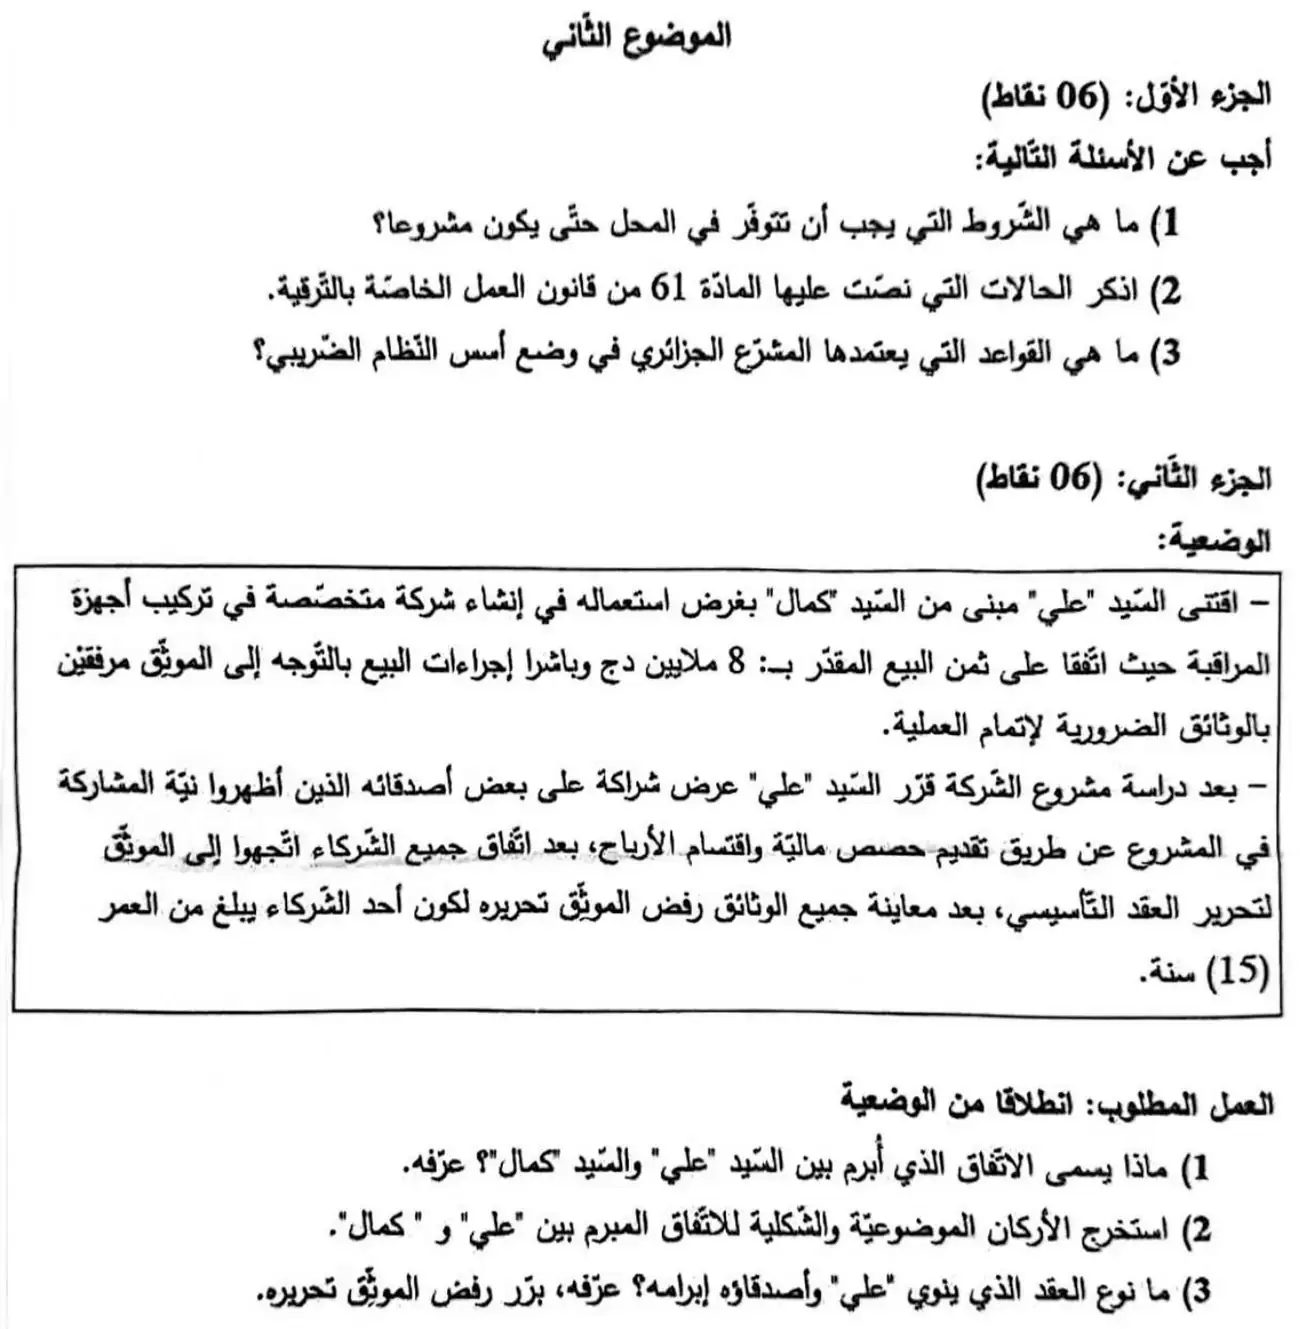 الموضوع الثّاني
الجزء الأوّل: (06 نقاط)
أجب عن الأسئلة التّالية:
1) ما هي الشّروط التي يجب أن تتوفّر في المحل حتّى يكون مشروعا؟
2) اذكر الحالات التي نصّت عليها المادّة 61 من قانون العمل الخاصّة بالتّرقية.
3) ما هي القواعد التي يعتمدها المشرّع الجزائري في وضع أسس النّظام الضّريبي؟
الجزء الثّاني: (06 نقاط)
الوضعية:
– اقتنى السّيد "علي" مبنى من السّيد "كمال" بغرض استعماله في إنشاء شركة متخصّصة في تركيب أجهزة
المراقبة حيث اتّفقا على ثمن البيع المقدّر بـ: 8 ملايين دج وباشرا إجراءات البيع بالتّوجه إلى الموثّق مرفقيْن
بالوثائق الضرورية لإتمام العملية.
– بعد دراسة مشروع الشّركة قرّر السّيد "علي" عرض شراكة على بعض أصدقائه الذين أظهروا نيّة المشاركة
في المشروع عن طريق تقديم حصص ماليّة واقتسام الأرباح، بعد اتّفاق جميع الشّركاء اتّجهوا إلى الموثّق
لتحرير العقد التّأسيسي، بعد معاينة جميع الوثائق رفض الموثّق تحريره لكون أحد الشّركاء يبلغ من العمر
(15) سنة.
العمل المطلوب: انطلاقا من الوضعية
1) ماذا يسمى الاتّفاق الذي أُبرم بين السّيد "علي" والسّيد "كمال"؟ عرّفه.
2) استخرج الأركان الموضوعيّة والشّكلية للاتّفاق المبرم بين "علي" و " كمال".
3) ما نوع العقد الذي ينوي "علي" وأصدقاؤه إبرامه؟ عرّفه، برّر رفض الموثّق تحريره.